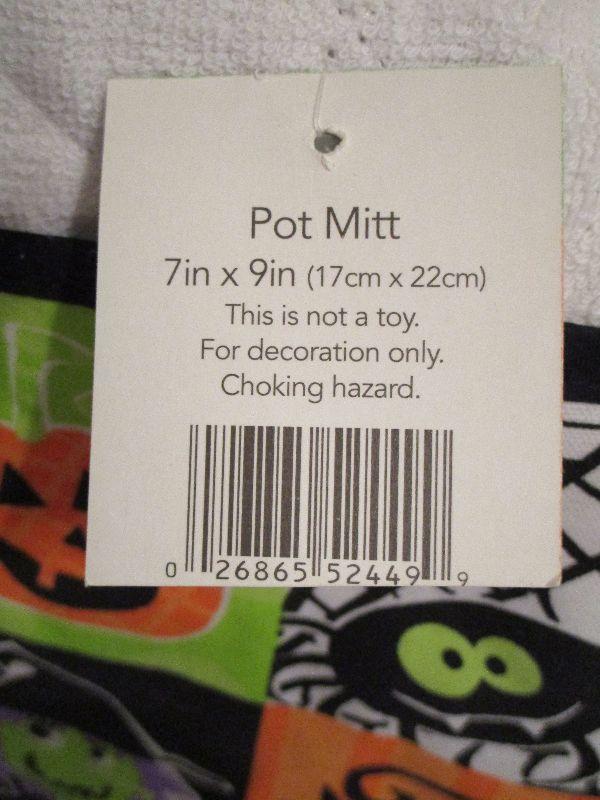 Pot Mitt
7in x 9in (17cm x 22cm)
This is not a toy.
For decoration only.
Choking hazard.
0 26865 52449 9